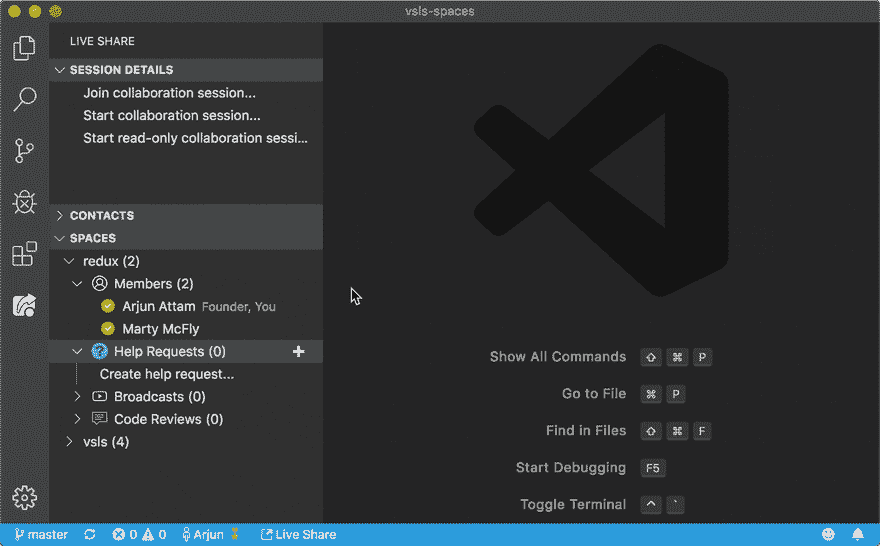 vsls-spaces
LIVE SHARE
SESSION DETAILS
Join collaboration session...
Start collaboration session...
Start read-only collaboration sessi...
CONTACTS
SPACES
redux (2)
Members (2)
Arjun Attam Founder, You
Marty McFly
Help Requests (0)
Create help request...
Broadcasts (0)
Code Reviews (0)
vsls (4)
Show All Commands ⇧ ⌘ P
Go to File ⌘ P
Find in Files ⇧ ⌘ F
Start Debugging F5
Toggle Terminal ^ `
master 0 0 Arjun Live Share